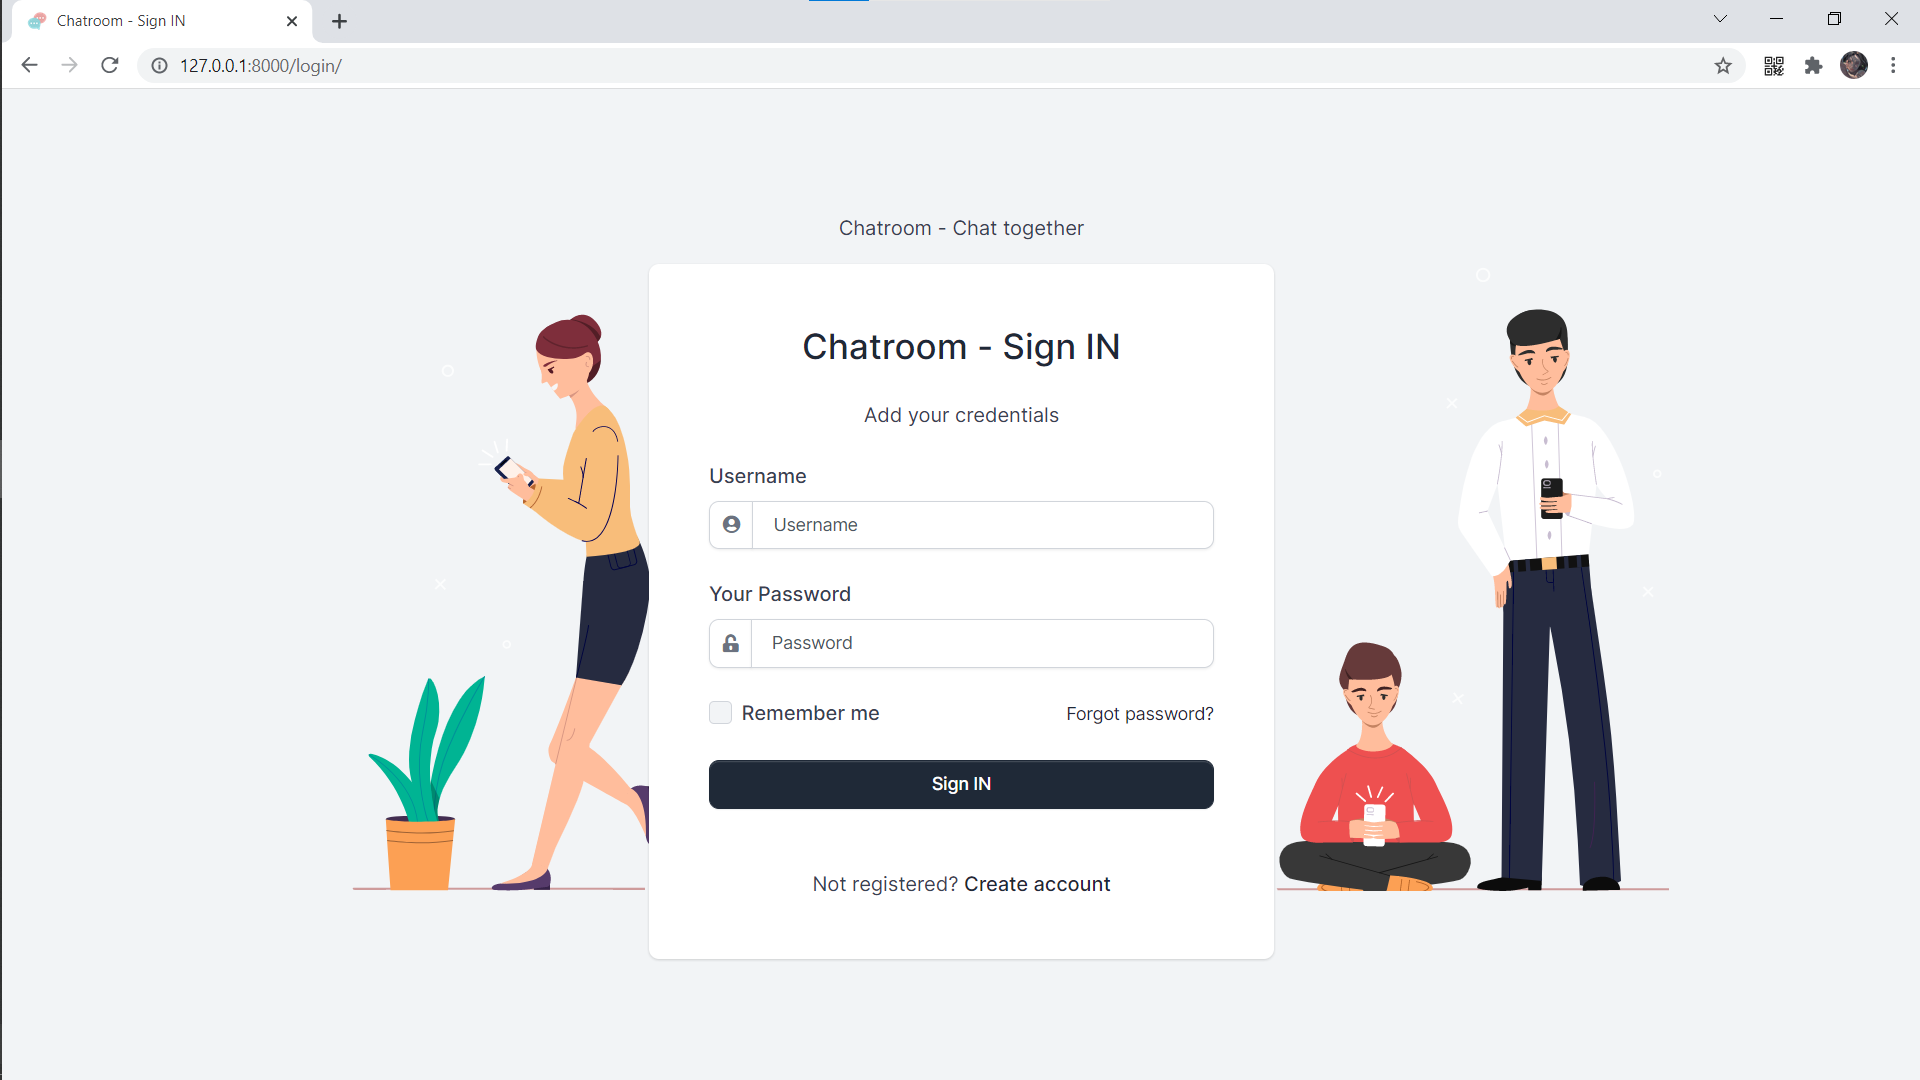 Chatroom - Sign IN
127.0.0.1:8000/login/
Chatroom - Chat together
Chatroom - Sign IN
Add your credentials
Username
Username
Your Password
Password
Remember me
Forgot password?
Sign IN
Not registered? Create account